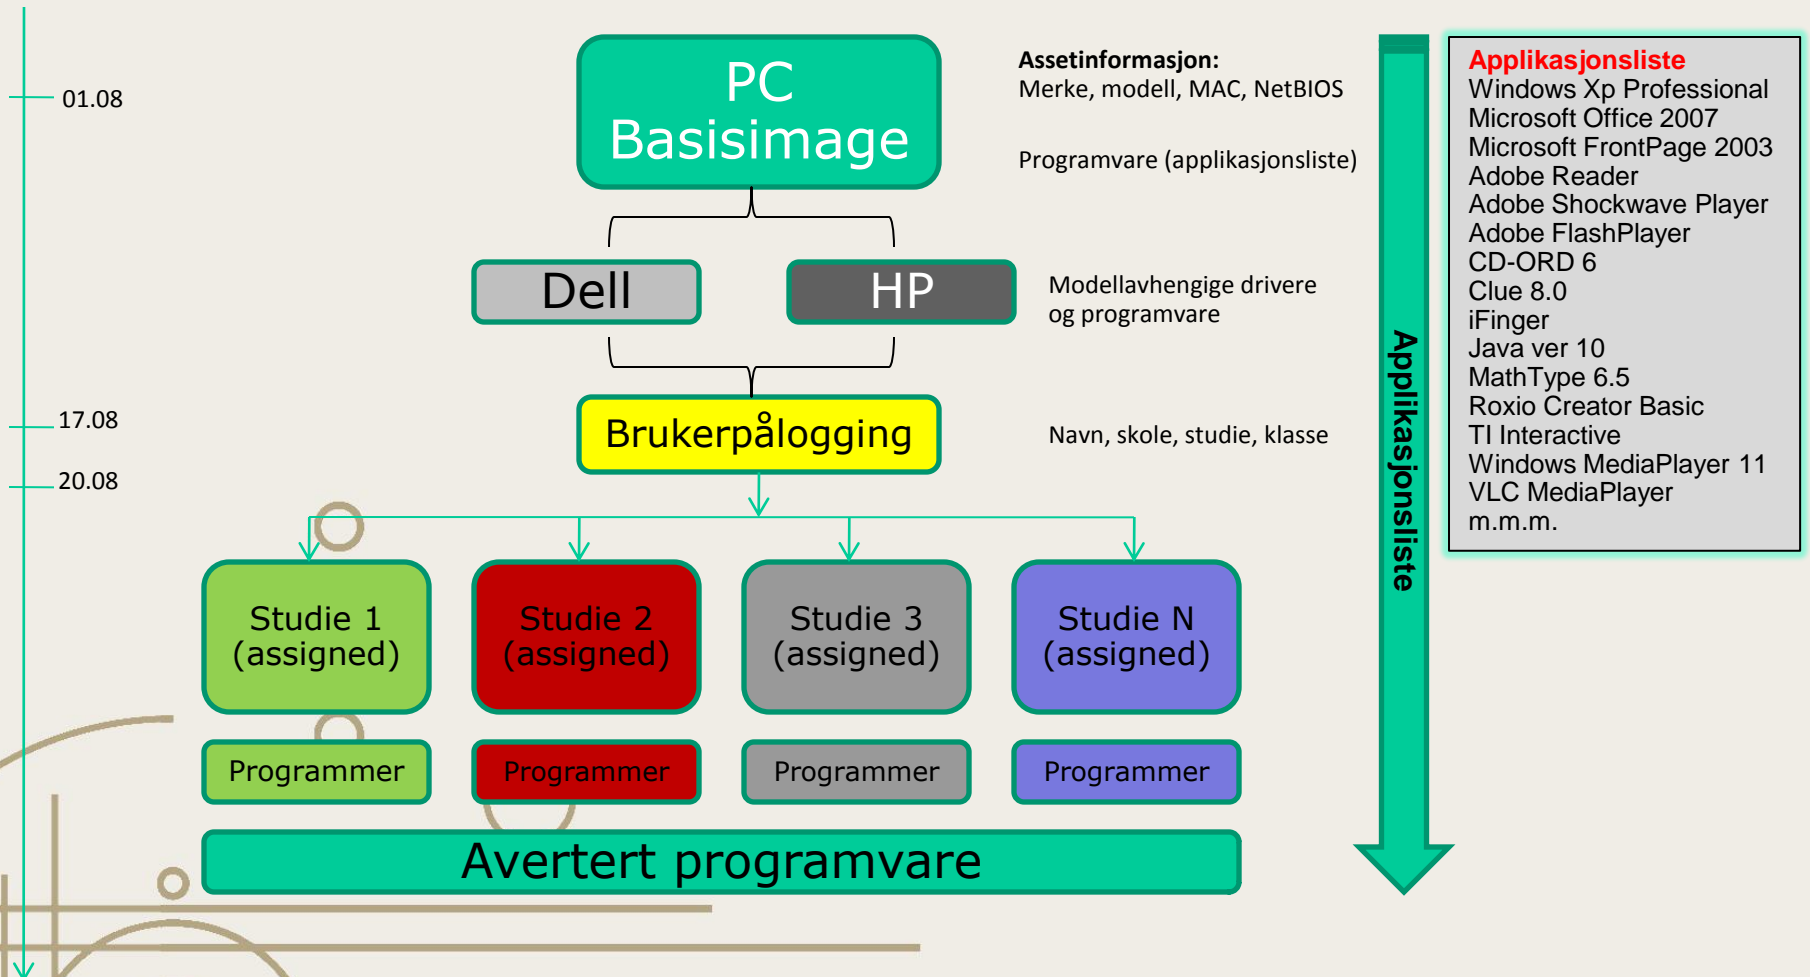 01.08
17.08
20.08
PC
Basisimage
Assetinformasjon:
Merke, modell, MAC, NetBIOS
Programvare (applikasjonsliste)
Dell
HP
Modellavhengige drivere
og programvare
Brukerpålogging
Navn, skole, studie, klasse
Studie 1
(assigned)
Studie 2
(assigned)
Studie 3
(assigned)
Studie N
(assigned)
Programmer
Programmer
Programmer
Programmer
Avertert programvare
Applikasjonsliste
Applikasjonsliste
Windows Xp Professional
Microsoft Office 2007
Microsoft FrontPage 2003
Adobe Reader
Adobe Shockwave Player
Adobe FlashPlayer
CD-ORD 6
Clue 8.0
iFinger
Java ver 10
MathType 6.5
Roxio Creator Basic
TI Interactive
Windows MediaPlayer 11
VLC MediaPlayer
m.m.m.